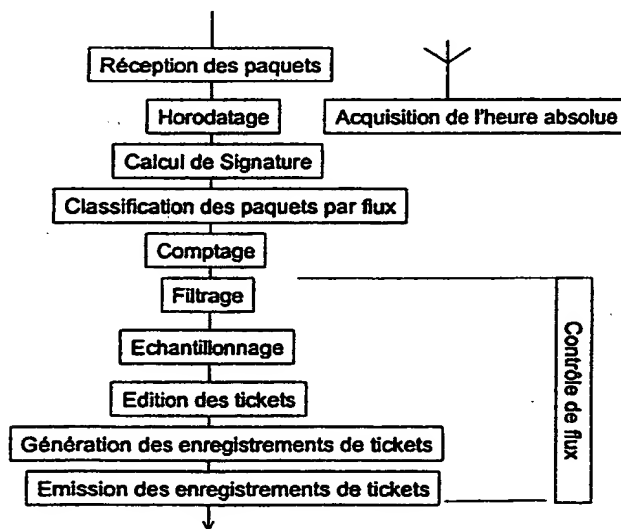 Réception des paquets
Horodatage
Acquisition de l'heure absolue
Calcul de Signature
Classification des paquets par flux
Comptage
Filtrage
Echantillonnage
Edition des tickets
Génération des enregistrements de tickets
Emission des enregistrements de tickets
Contrôle de flux